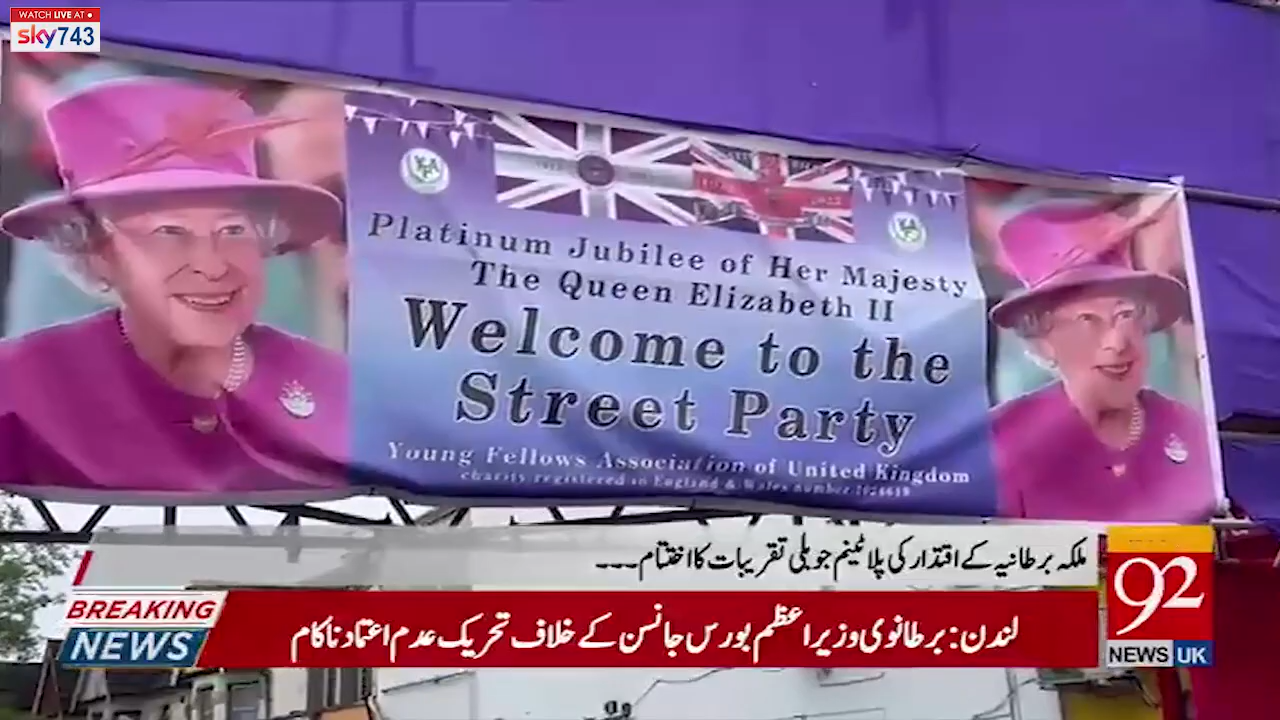 WATCH LIVE AT
sky743
Platinum Jubilee of Her Majesty
The Queen Elizabeth II
Welcome to the
Street Party
Young Fellows Association of United Kingdom
charity registered in England & Wales number
ملکہ برطانیہ کے اقتدار کی پلاٹینم جوبلی تقریبات کا اختتام ۔۔۔
BREAKING
NEWS
لندن: برطانوی وزیراعظم بورس جانسن کے خلاف تحریک عدم اعتماد ناکام
92
NEWS UK